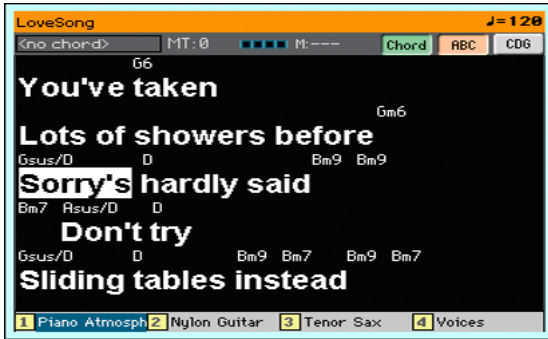 LoveSong ♩=120
<no chord> MT:0 M:--- Chord ABC CDG
G6
You've taken
Gm6
Lots of showers before
Gsus/D D Bm9 Bm9
Sorry's hardly said
Bm7 Asus/D D
Don't try
Gsus/D D Bm9 Bm7 Bm9 Bm7
Sliding tables instead
1 Piano Atmosph 2 Nylon Guitar 3 Tenor Sax 4 Voices